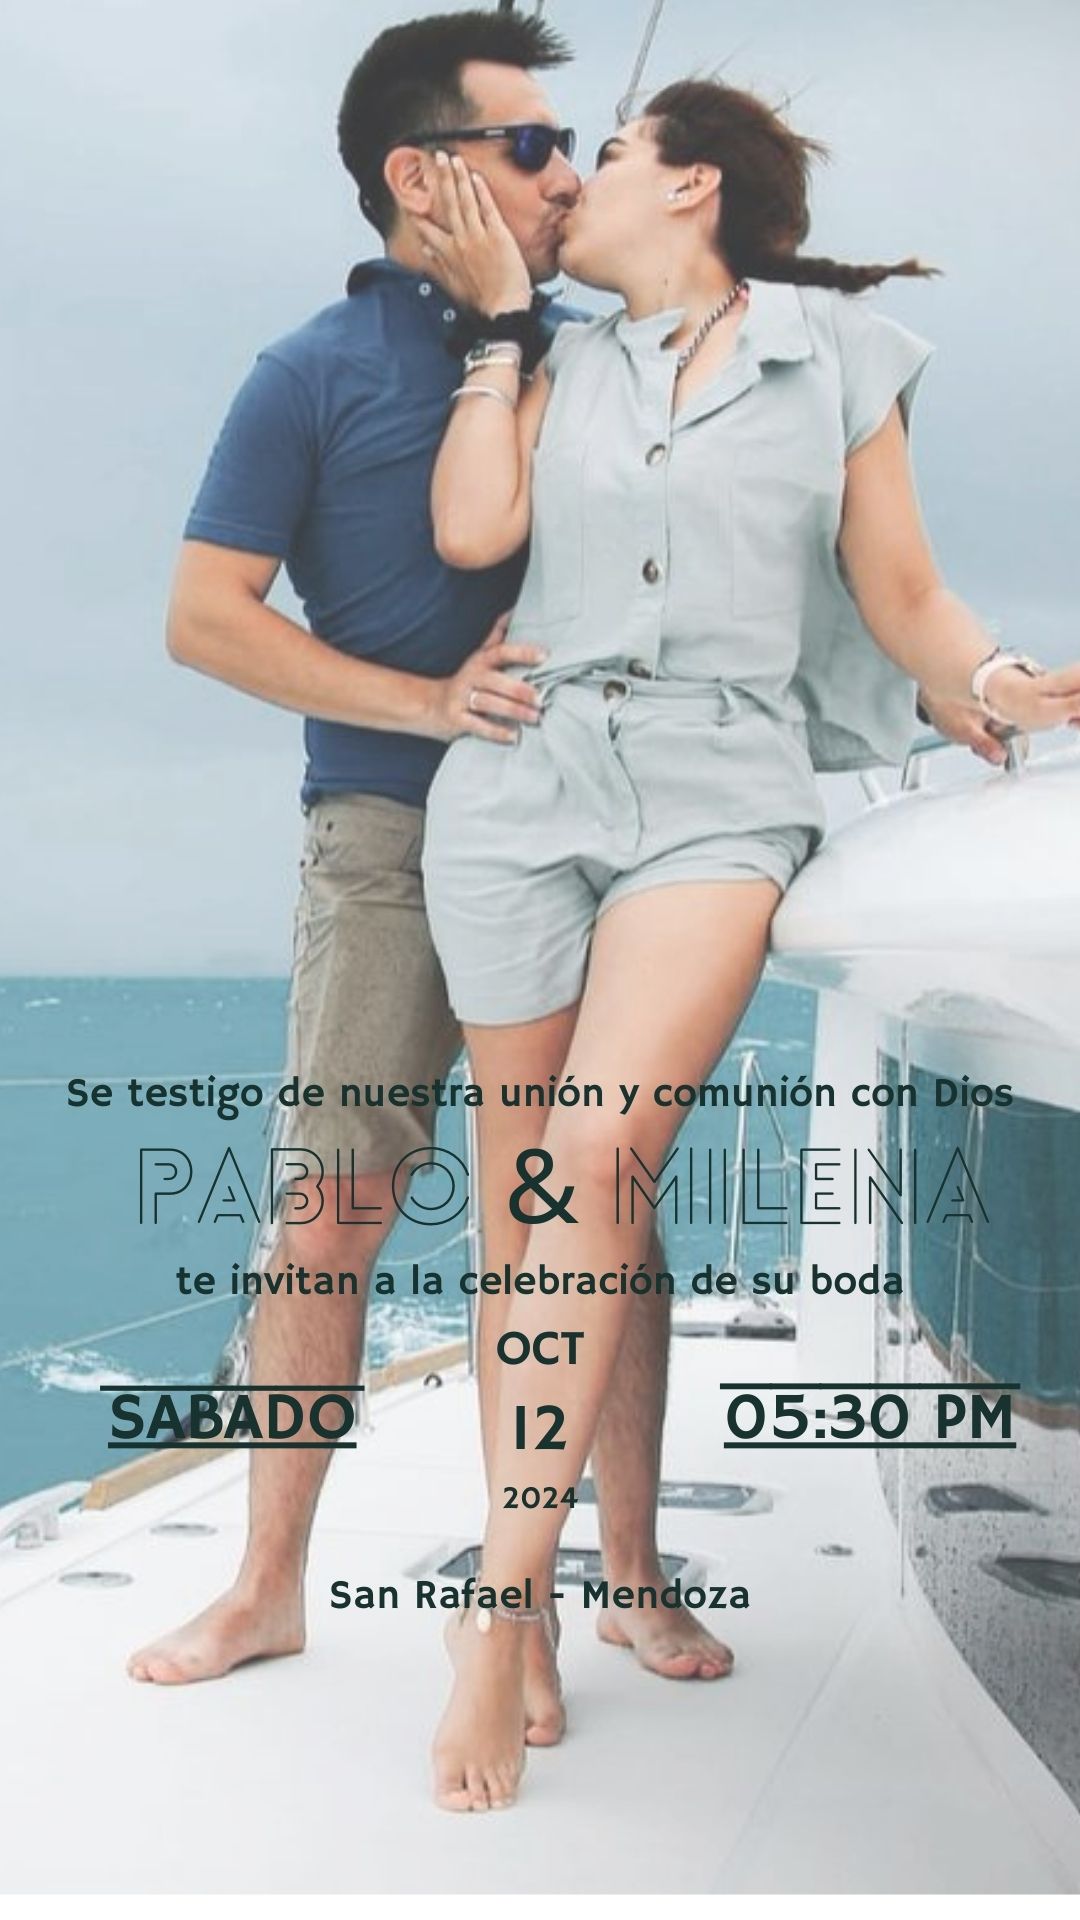 Se testigo de nuestra unión y comunión con Dios
PABLO & MILENA
te invitan a la celebración de su boda
OCT
SABADO 12 05:30 PM
2024
San Rafael - Mendoza